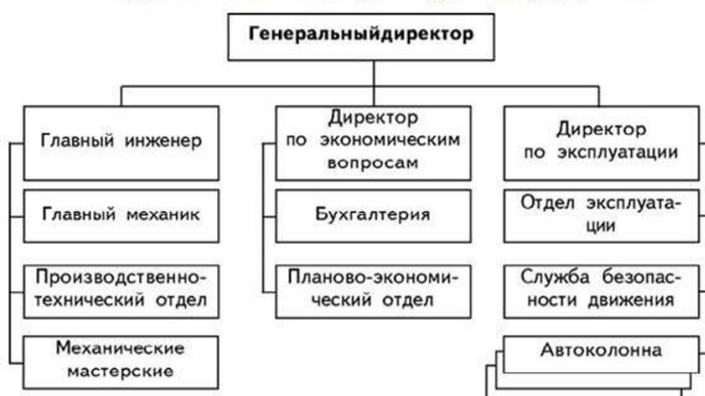 Генеральныйдиректор
Главный инженер
Директор
по экономическим
вопросам
Директор
по эксплуатации
Главный механик
Бухгалтерия
Отдел эксплуата-
ции
Производственно-
технический отдел
Планово-экономи-
ческий отдел
Служба безопас-
ности движения
Механические
мастерские
Автоколонна